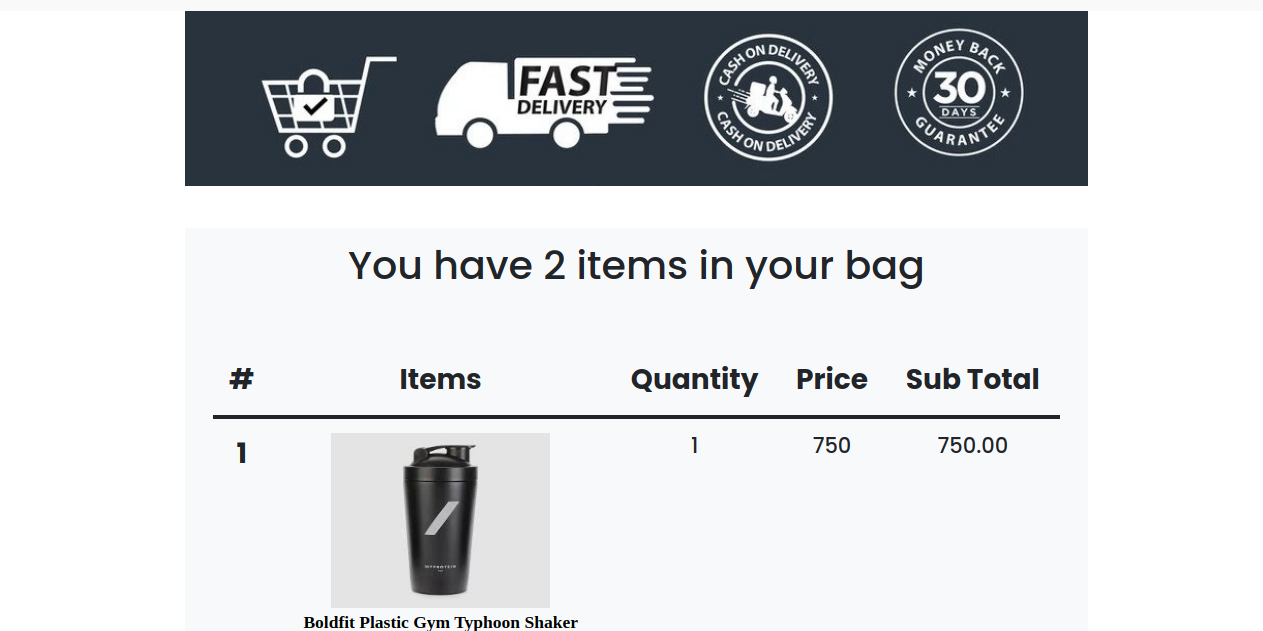 FAST
DELIVERY
CASH ON DELIVERY
CASH ON DELIVERY
MONEY BACK
30
DAYS
GUARANTEE
You have 2 items in your bag
# Items Quantity Price Sub Total
1 1 750 750.00
MYPROTEIN
Boldfit Plastic Gym Typhoon Shaker